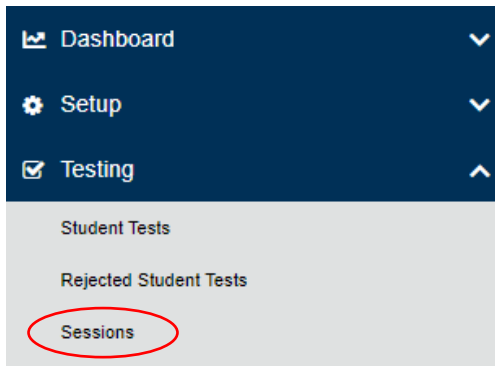 Dashboard
Setup
Testing
Student Tests
Rejected Student Tests
Sessions